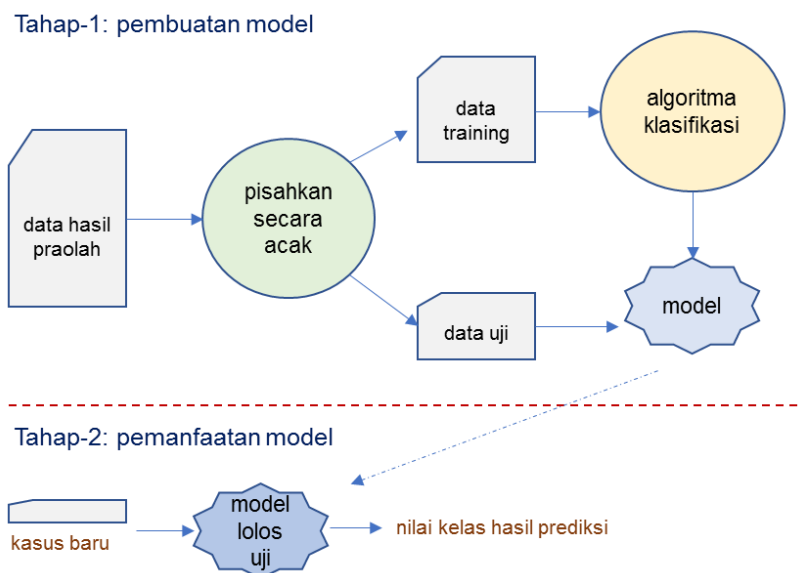 Tahap-1: pembuatan model
data hasil
praolah
pisahkan
secara
acak
data
training
algoritma
klasifikasi
data uji
model
Tahap-2: pemanfaatan model
kasus baru
model
lolos
uji
nilai kelas hasil prediksi